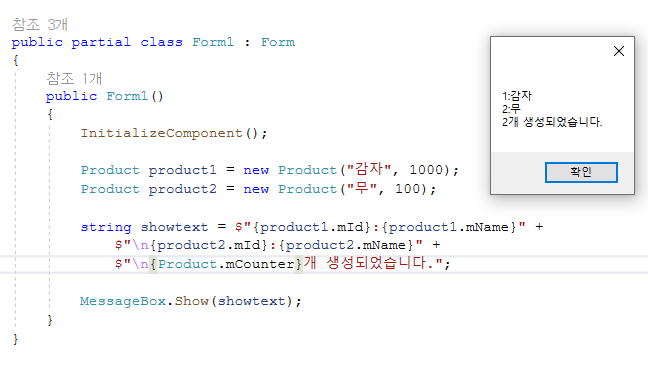 참조 3개
public partial class Form1 : Form
{
참조 1개
public Form1()
{
InitializeComponent();
Product product1 = new Product("감자", 1000);
Product product2 = new Product("무", 100);
string showtext = $"{product1.mId}:{product1.mName}" +
$"\n{product2.mId}:{product2.mName}" +
$"\n{Product.mCounter}개 생성되었습니다.";
MessageBox.Show(showtext);
}
}
1:감자
2:무
2개 생성되었습니다.
확인